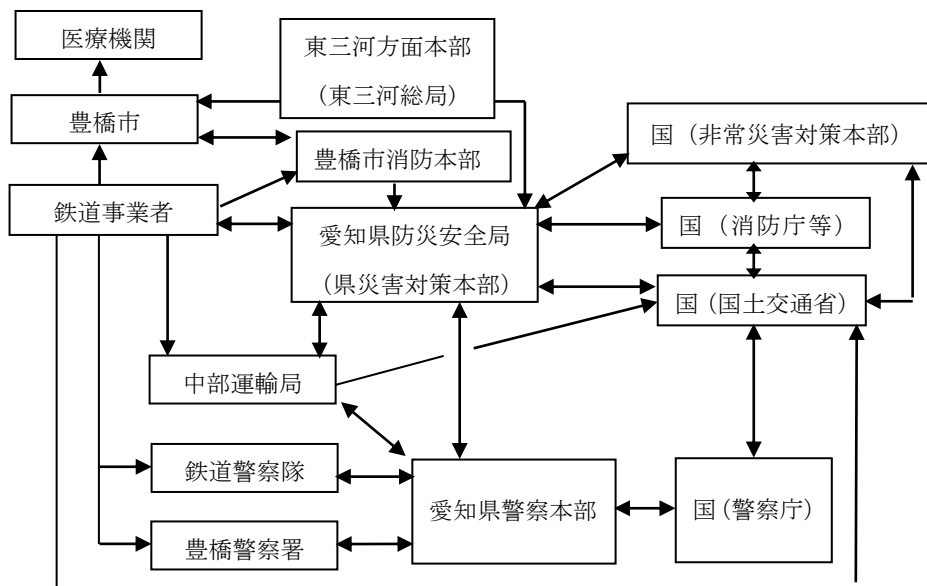 医療機関
東三河方面本部
（東三河総局）
豊橋市
国（非常災害対策本部）
豊橋市消防本部
鉄道事業者
国（消防庁等）
愛知県防災安全局
（県災害対策本部）
国（国土交通省）
中部運輸局
鉄道警察隊
愛知県警察本部
国（警察庁）
豊橋警察署